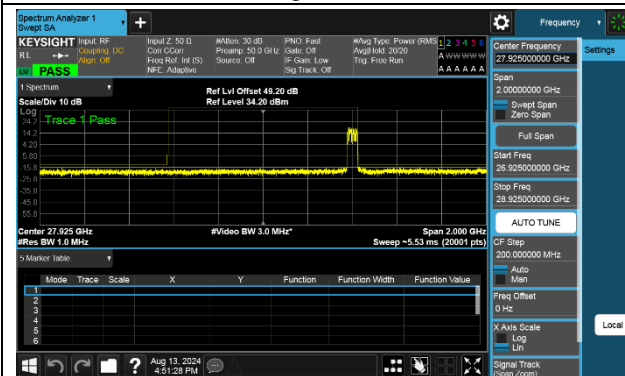 Spectrum Analyzer 1
Swept SA
Frequency
KEYSIGHT
RL
PASS
Input: RF
Coupling: DC
Align: Off
Input Z: 50 Ω
Corr CCorr
Freq Ref: Int (S)
NFE: Adaptive
#Atten: 30 dB
Preamp: 50.0 GHz
Source: Off
PNO: Fast
Gate: Off
IF Gain: Low
Sig Track: Off
#Avg Type: Power (RMS
Avg|Hold: 20/20
Trig: Free Run
1 2 3 4 5 6
A W W W W W
A A A A A A
1 Spectrum
Scale/Div 10 dB
Log
Ref Lvl Offset 49.20 dB
Ref Level 34.20 dBm
Trace 1 Pass
24.2
14.2
4.20
-5.80
-15.8
-25.8
-35.8
-45.8
-55.8
Center 27.925 GHz
#Res BW 1.0 MHz
#Video BW 3.0 MHz*
Span 2.000 GHz
Sweep ~5.53 ms (20001 pts)
5 Marker Table
Mode Trace Scale X Y Function Function Width Function Value
1
2
3
4
5
6
Aug 13, 2024
4:51:28 PM
Center Frequency
27.925000000 GHz
Settings
Span
2.00000000 GHz
Swept Span
Zero Span
Full Span
Start Freq
26.925000000 GHz
Stop Freq
28.925000000 GHz
AUTO TUNE
CF Step
200.000000 MHz
Auto
Man
Freq Offset
0 Hz
X Axis Scale
Log
Lin
Local
Signal Track
(Span Zoom)